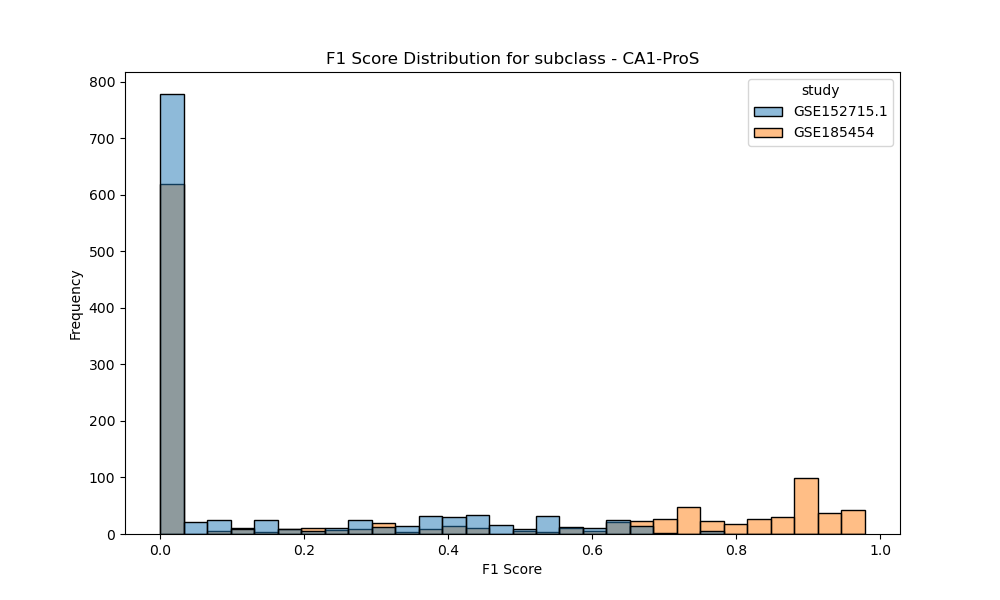 F1 Score Distribution for subclass - CA1-ProS
study
GSE152715.1
GSE185454
Frequency
800
700
600
500
400
300
200
100
0
0.0 0.2 0.4 0.6 0.8 1.0
F1 Score